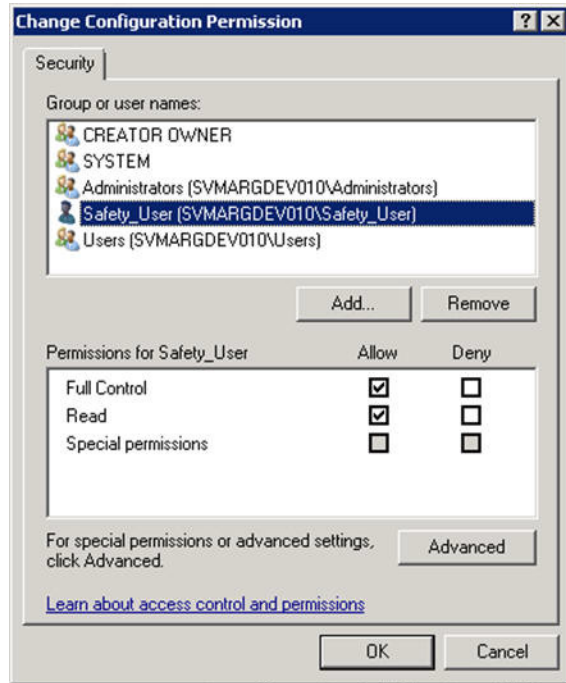 Change Configuration Permission
Security
Group or user names:
CREATOR OWNER
SYSTEM
Administrators (SVMARGDEV010\Administrators)
Safety_User (SVMARGDEV010\Safety_User)
Users (SVMARGDEV010\Users)
Add... Remove
Permissions for Safety_User Allow Deny
Full Control
Read
Special permissions
For special permissions or advanced settings,
click Advanced.
Advanced
Learn about access control and permissions
OK Cancel